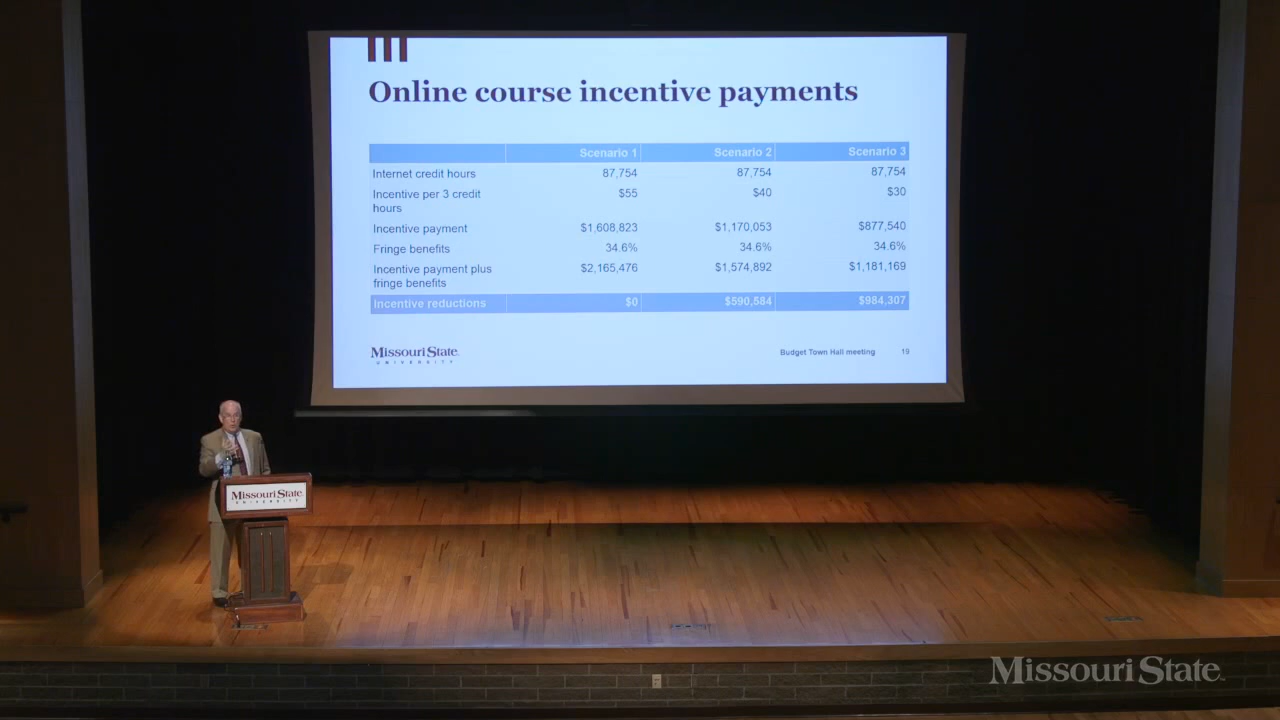 Online course incentive payments
Scenario 1 Scenario 2 Scenario 3
Internet credit hours 87,754 87,754 87,754
Incentive per 3 credit $55 $40 $30
hours
Incentive payment $1,608,823 $1,170,053 $877,540
Fringe benefits 34.6% 34.6% 34.6%
Incentive payment plus $2,165,476 $1,574,892 $1,181,169
fringe benefits
Incentive reductions $0 $590,584 $984,307
Missouri State
UNIVERSITY
Budget Town Hall meeting 19
Missouri State
UNIVERSITY
Missouri State